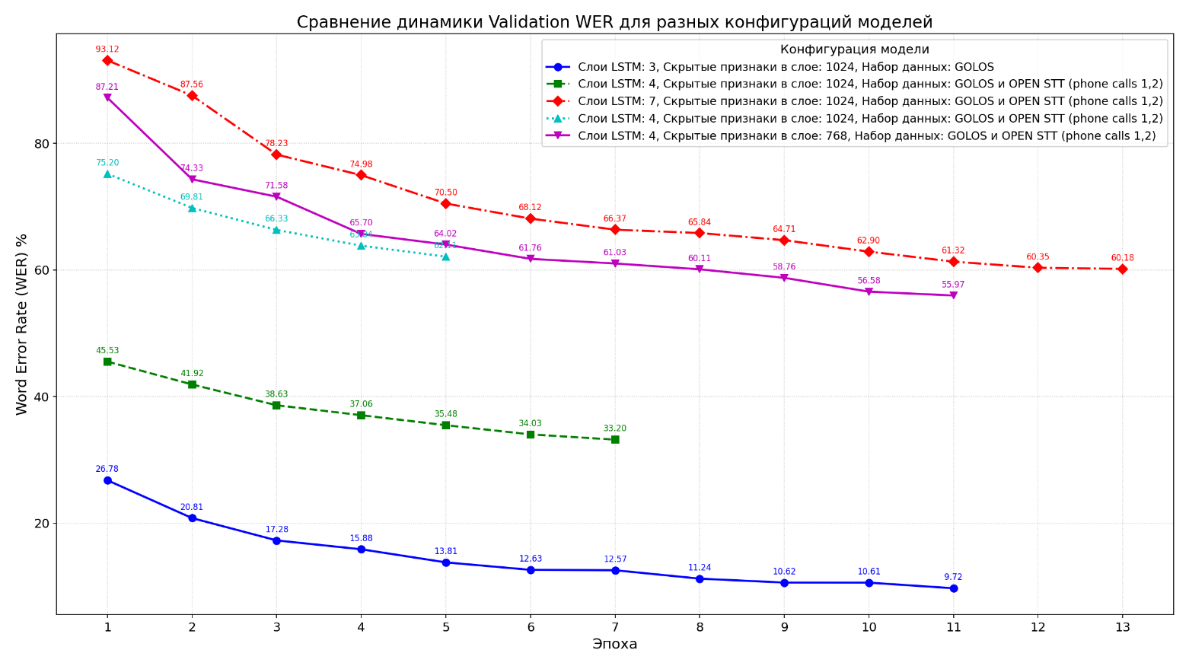 Сравнение динамики Validation WER для разных конфигураций моделей
Конфигурация модели
Слои LSTM: 3, Скрытые признаки в слое: 1024, Набор данных: GOLOS
Слои LSTM: 4, Скрытые признаки в слое: 1024, Набор данных: GOLOS и OPEN STT (phone calls 1,2)
Слои LSTM: 7, Скрытые признаки в слое: 1024, Набор данных: GOLOS и OPEN STT (phone calls 1,2)
Слои LSTM: 4, Скрытые признаки в слое: 1024, Набор данных: GOLOS и OPEN STT (phone calls 1,2)
Слои LSTM: 4, Скрытые признаки в слое: 768, Набор данных: GOLOS и OPEN STT (phone calls 1,2)
Word Error Rate (WER) %
80
60
40
20
93.12 87.56 78.23 74.98 70.50 68.12 66.37 65.84 64.71 62.90 61.32 60.35 60.18
87.21 74.33 71.58 65.70 64.02 61.76 61.03 60.11 58.76 56.58 55.97
75.20 69.81 66.33
45.53 41.92 38.63 37.06 35.48 34.03 33.20
26.78 20.81 17.28 15.88 13.81 12.63 12.57 11.24 10.62 10.61 9.72
1 2 3 4 5 6 7 8 9 10 11 12 13
Эпоха